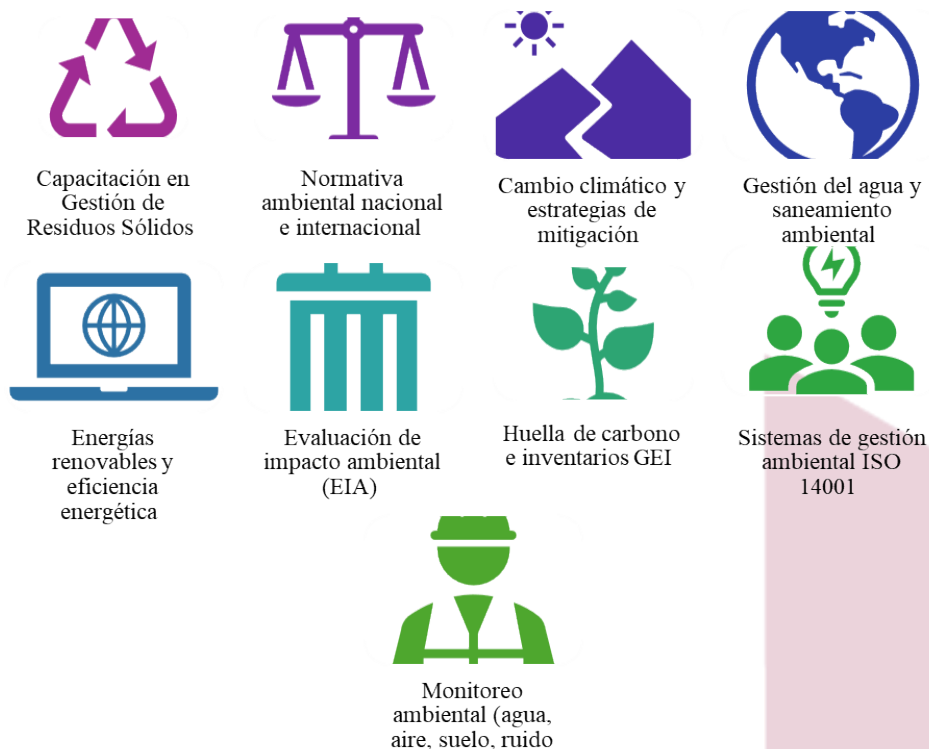 Capacitación en
Gestión de
Residuos Sólidos
Normativa
ambiental nacional
e internacional
Cambio climático y
estrategias de
mitigación
Gestión del agua y
saneamiento
ambiental
Energías
renovables y
eficiencia
energética
Evaluación de
impacto ambiental
(EIA)
Huella de carbono
e inventarios GEI
Sistemas de gestión
ambiental ISO
14001
Monitoreo
ambiental (agua,
aire, suelo, ruido